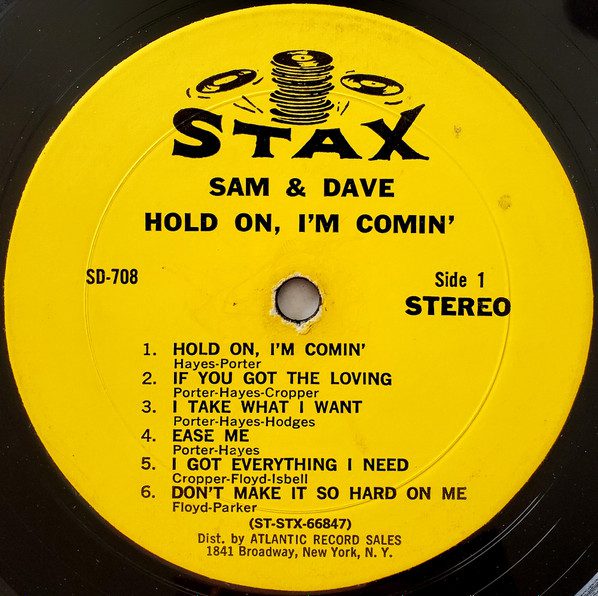 STAX
SAM & DAVE
HOLD ON, I'M COMIN'
SD-708
Side 1
STEREO
1. HOLD ON, I'M COMIN'
Hayes-Porter
2. IF YOU GOT THE LOVING
Porter-Hayes-Cropper
3. I TAKE WHAT I WANT
Porter-Hayes-Hodges
4. EASE ME
Porter-Hayes
5. I GOT EVERYTHING I NEED
Cropper-Floyd-Isbell
6. DON'T MAKE IT SO HARD ON ME
Floyd-Parker
(ST-STX-66847)
Dist. by ATLANTIC RECORD SALES
1841 Broadway, New York, N. Y.